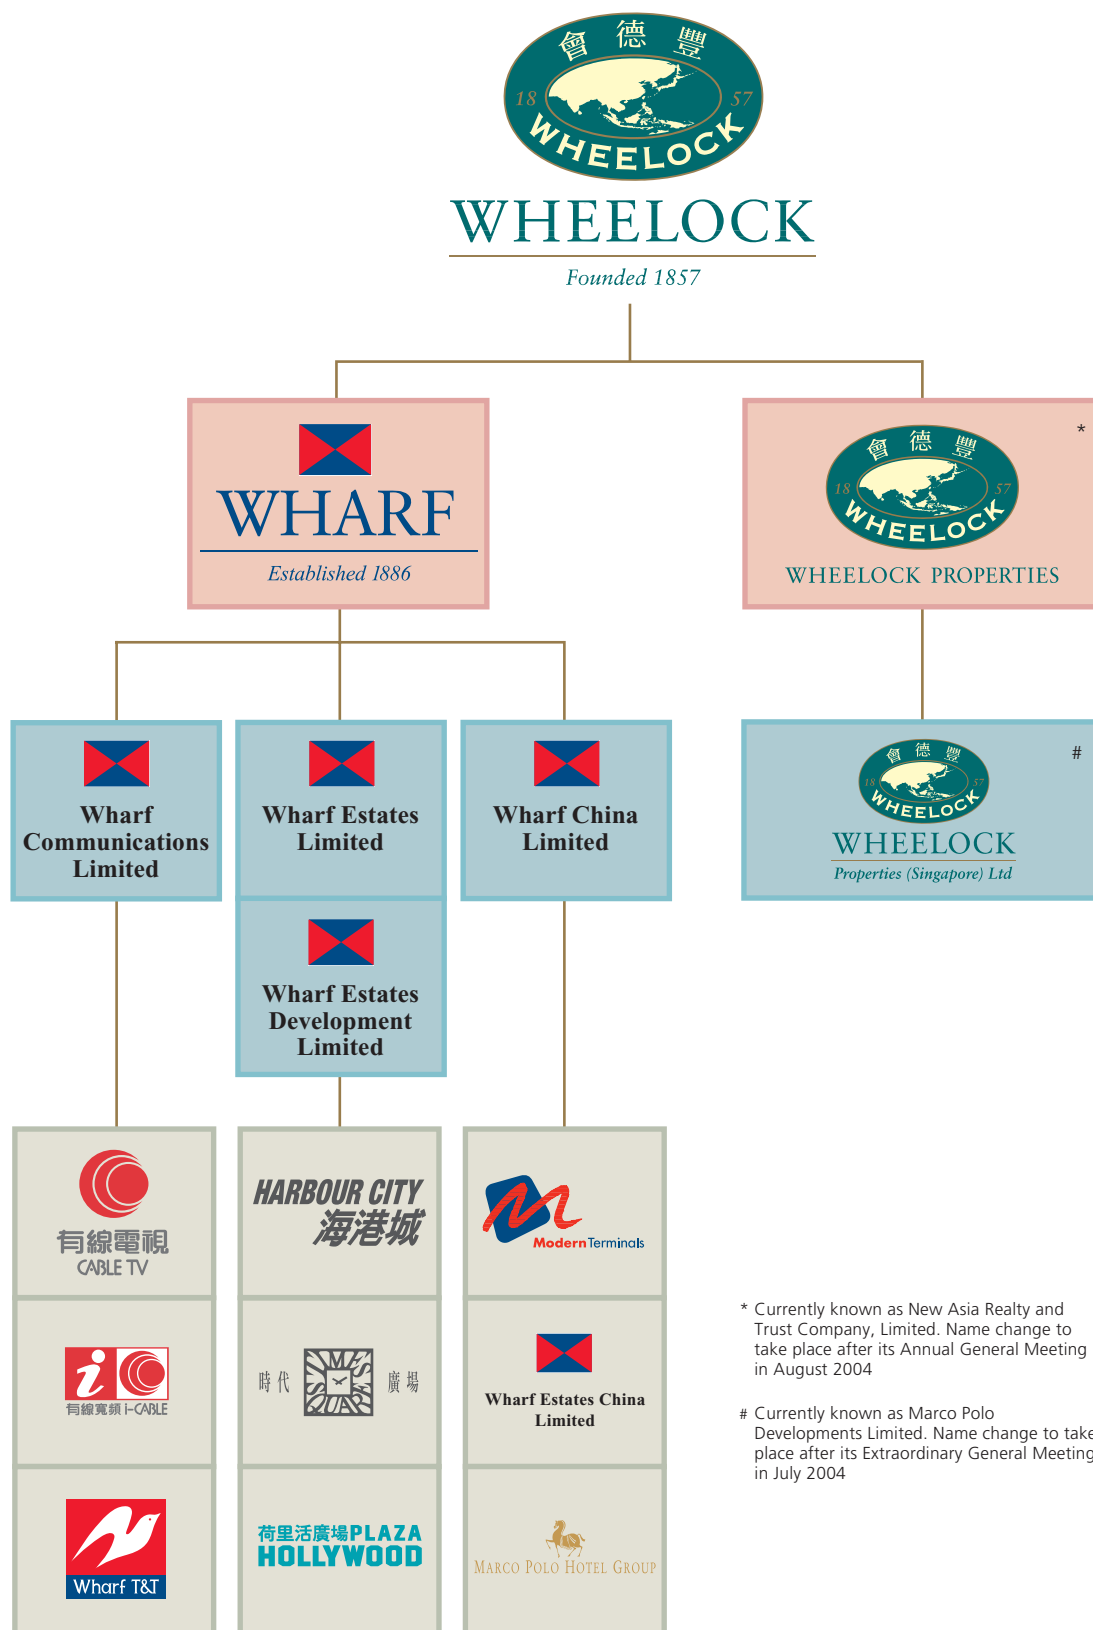 會德豐
18 57
WHEELOCK
WHEELOCK
Founded 1857
WHARF
Established 1886
*
會德豐
18 57
WHEELOCK
WHEELOCK PROPERTIES
Wharf
Communications
Limited
Wharf Estates
Limited
Wharf China
Limited
#
會德豐
18 57
WHEELOCK
WHEELOCK
Properties (Singapore) Ltd
Wharf Estates
Development
Limited
有線電視
CABLE TV
HARBOUR CITY
海港城
ModernTerminals
i
有線寬頻 i-CABLE
時代 TIMES SQUARE 廣場
Wharf Estates China
Limited
Wharf T&T
荷里活廣場PLAZA
HOLLYWOOD
MARCO POLO HOTEL GROUP
* Currently known as New Asia Realty and
Trust Company, Limited. Name change to
take place after its Annual General Meeting
in August 2004
# Currently known as Marco Polo
Developments Limited. Name change to take
place after its Extraordinary General Meeting
in July 2004